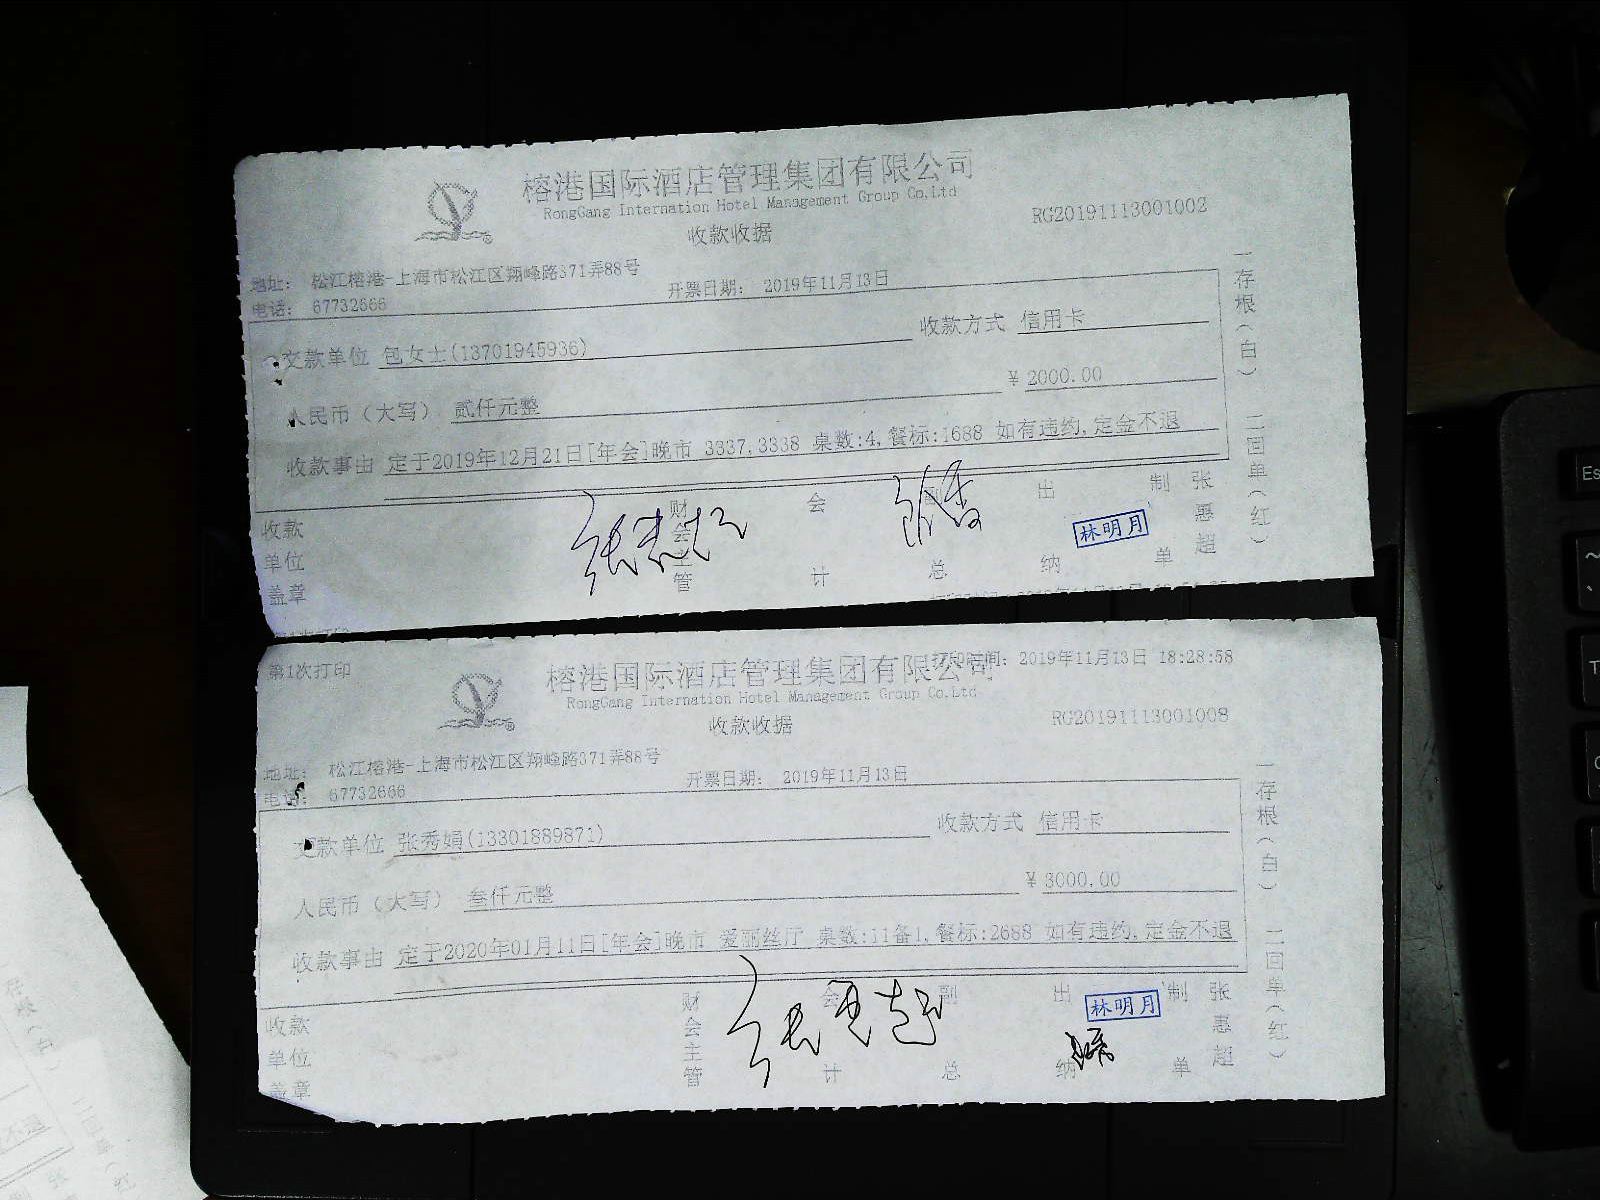 榕港国际酒店管理集团有限公司
RongGang Internation Hotel Management Group Co.Ltd
收款收据
RG20191113001002
地址： 松江榕港-上海市松江区翔峰路371弄88号
电话： 67732666
开票日期： 2019年11月13日
交款单位 包女士(13701945936)
收款方式 信用卡
人民币（大写） 贰仟元整
￥ 2000.00
收款事由 定于2019年12月21日[年会]晚市 3337,3338 桌数:4,餐标:1688 如有违约,定金不退
收款单位盖章
财会主管
会计
副总
出纳
林明月
制单
张惠超
一存根(白)
二回单(红)
第1次打印
打印时间: 2019年11月13日 18:28:58
榕港国际酒店管理集团有限公司
RongGang Internation Hotel Management Group Co.Ltd
收款收据
RG20191113001008
地址： 松江榕港-上海市松江区翔峰路371弄88号
电话： 67732666
开票日期： 2019年11月13日
交款单位 张秀娟(13301889871)
收款方式 信用卡
人民币（大写） 叁仟元整
￥ 3000.00
收款事由 定于2020年01月11日[年会]晚市 爱丽丝厅 桌数:11备1,餐标:2688 如有违约,定金不退
收款单位盖章
财会主管
会计
副总
出纳
林明月
制单
张惠超
一存根(白)
二回单(红)